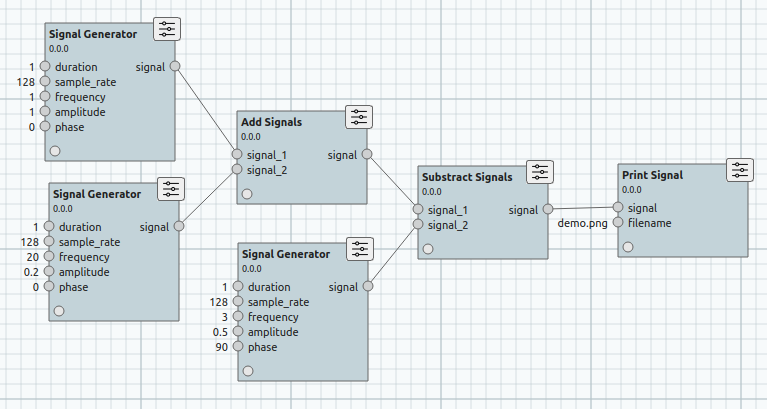 Signal Generator
0.0.0
1 duration signal
128 sample_rate
1 frequency
1 amplitude
0 phase
Add Signals
0.0.0
signal_1 signal
signal_2
Signal Generator
0.0.0
1 duration signal
128 sample_rate
20 frequency
0.2 amplitude
0 phase
Signal Generator
0.0.0
1 duration signal
128 sample_rate
3 frequency
0.5 amplitude
90 phase
Substract Signals
0.0.0
signal_1 signal
signal_2
Print Signal
0.0.0
signal
demo.png filename